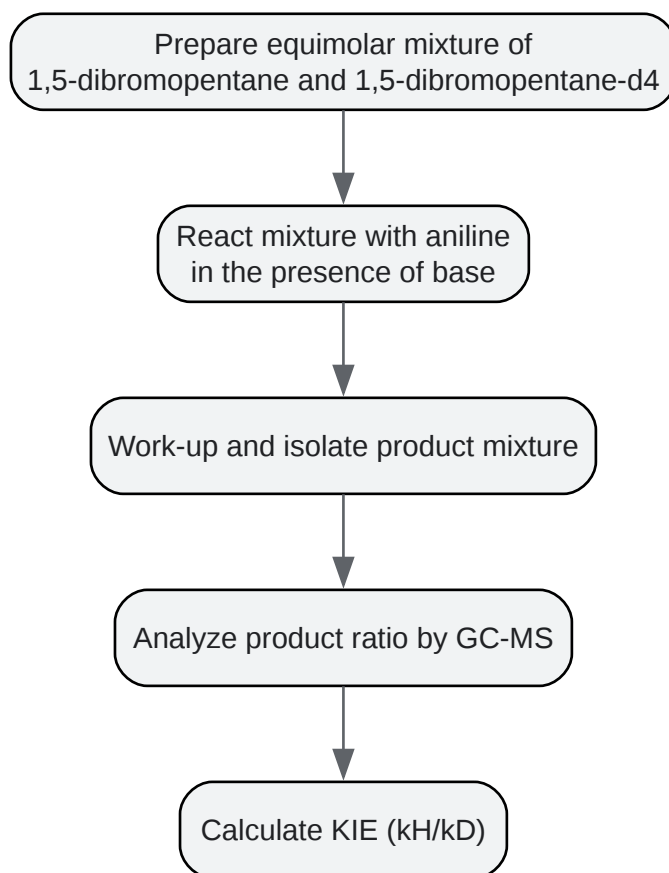 Prepare equimolar mixture of
1,5-dibromopentane and 1,5-dibromopentane-d4
React mixture with aniline
in the presence of base
Work-up and isolate product mixture
Analyze product ratio by GC-MS
Calculate KIE (kH/kD)